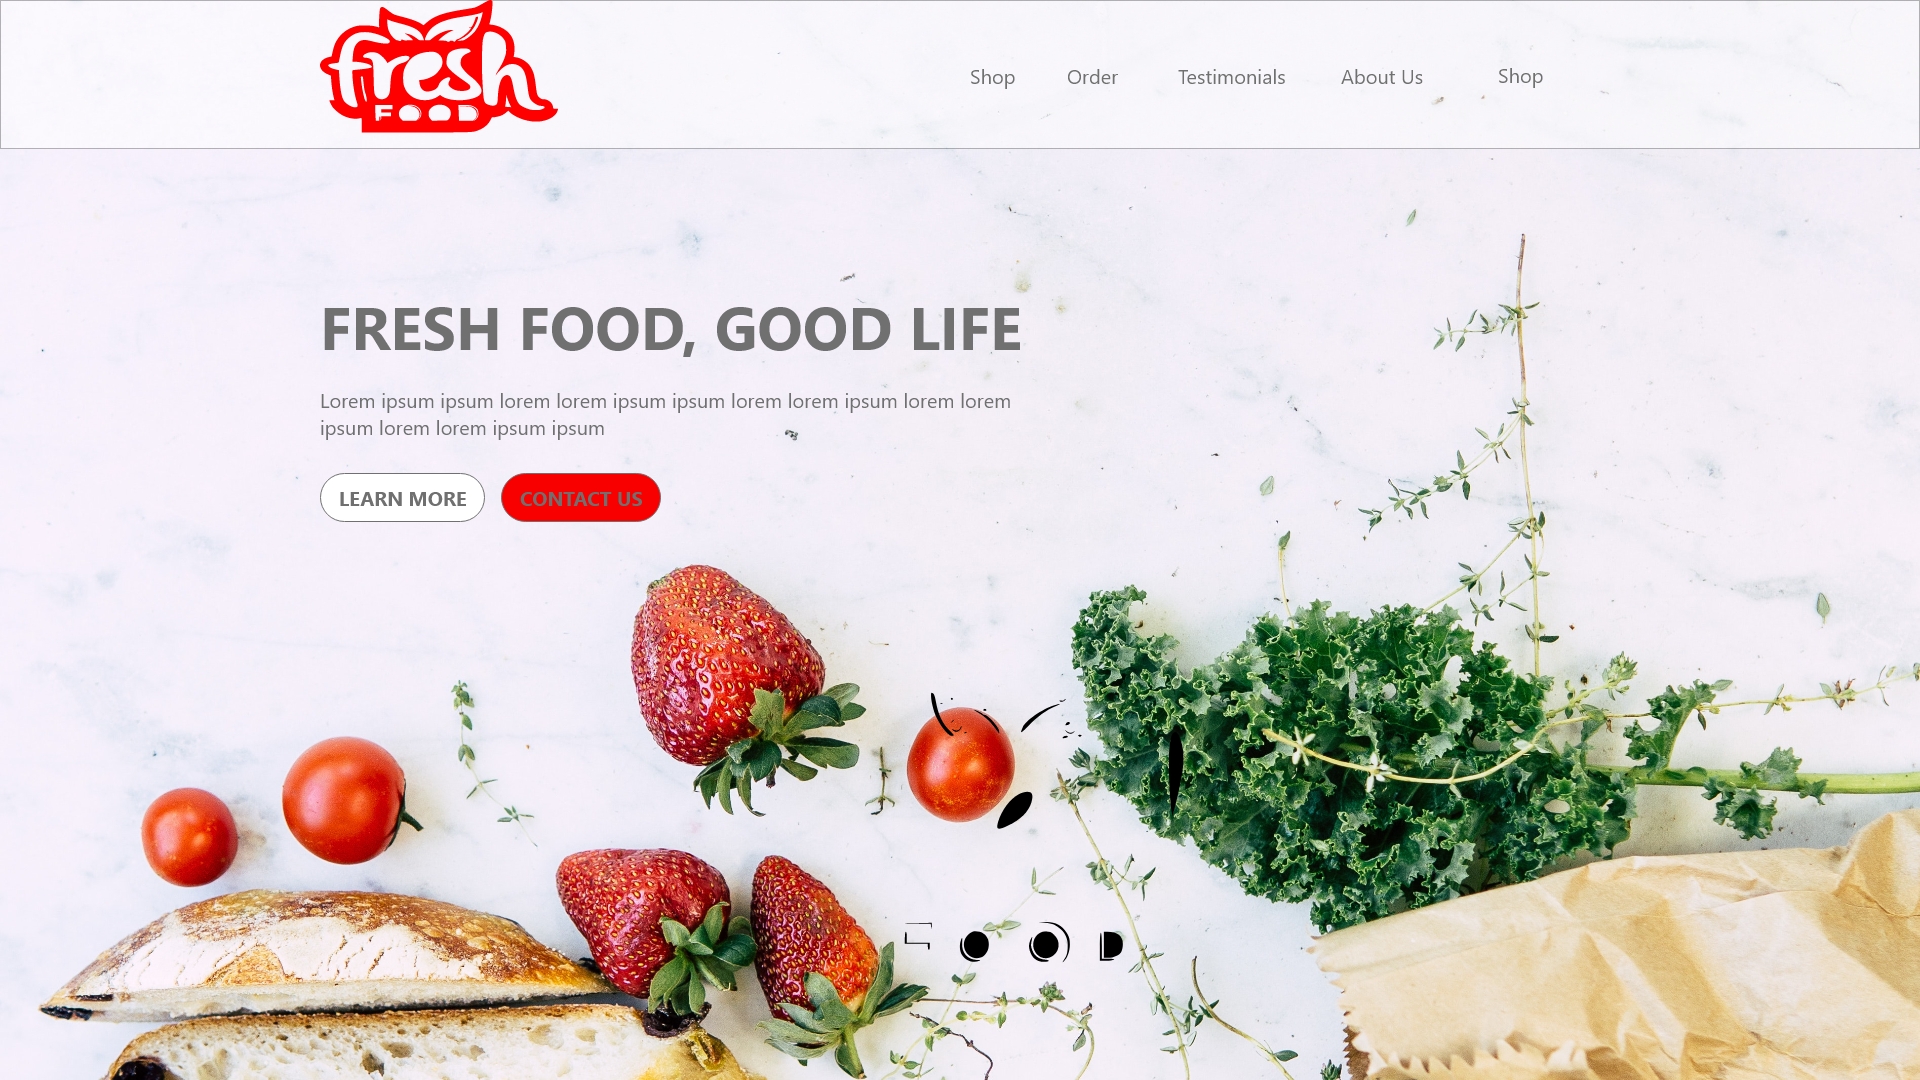 fresh
FOOD
Shop Order Testimonials About Us Shop
FRESH FOOD, GOOD LIFE
Lorem ipsum ipsum lorem lorem ipsum ipsum lorem lorem ipsum lorem lorem
ipsum lorem lorem ipsum ipsum
LEARN MORE CONTACT US